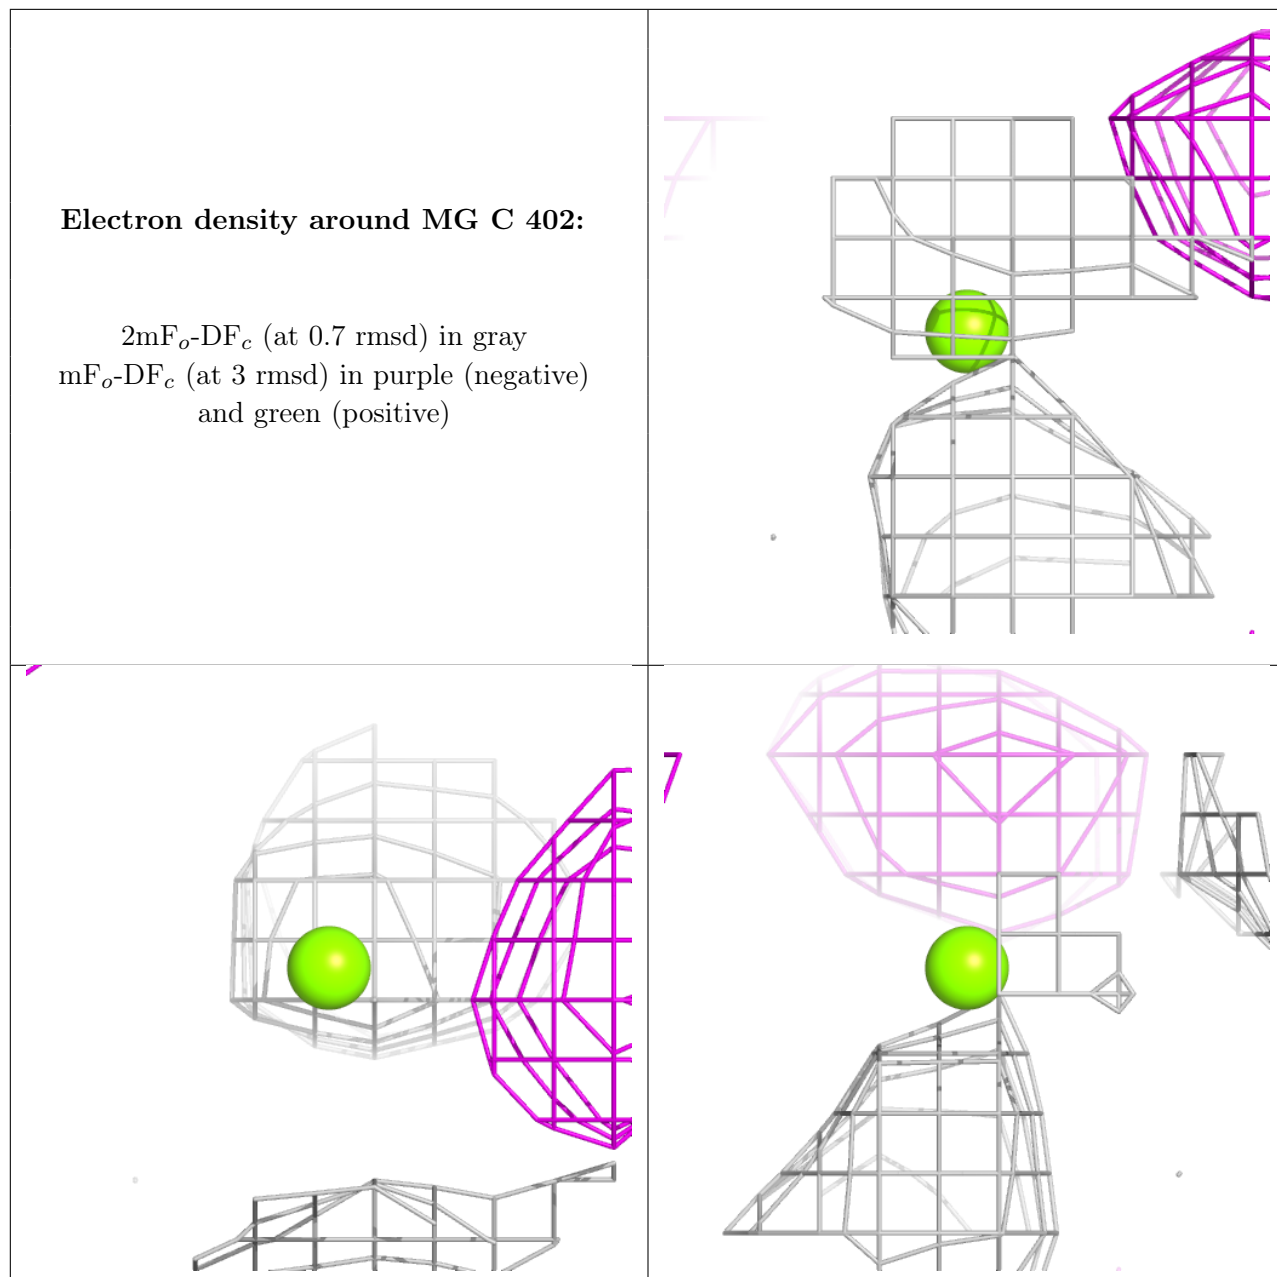 Electron density around MG C 402:
2mFo-DFc (at 0.7 rmsd) in gray
mFo-DFc (at 3 rmsd) in purple (negative)
and green (positive)